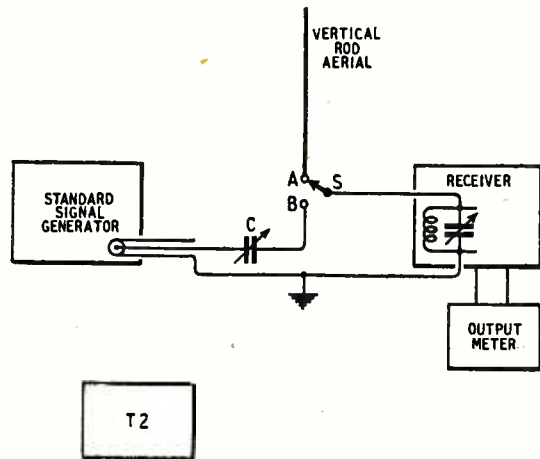 VERTICAL
ROD
AERIAL
A
S
B
C
STANDARD
SIGNAL
GENERATOR
RECEIVER
OUTPUT
METER
T2